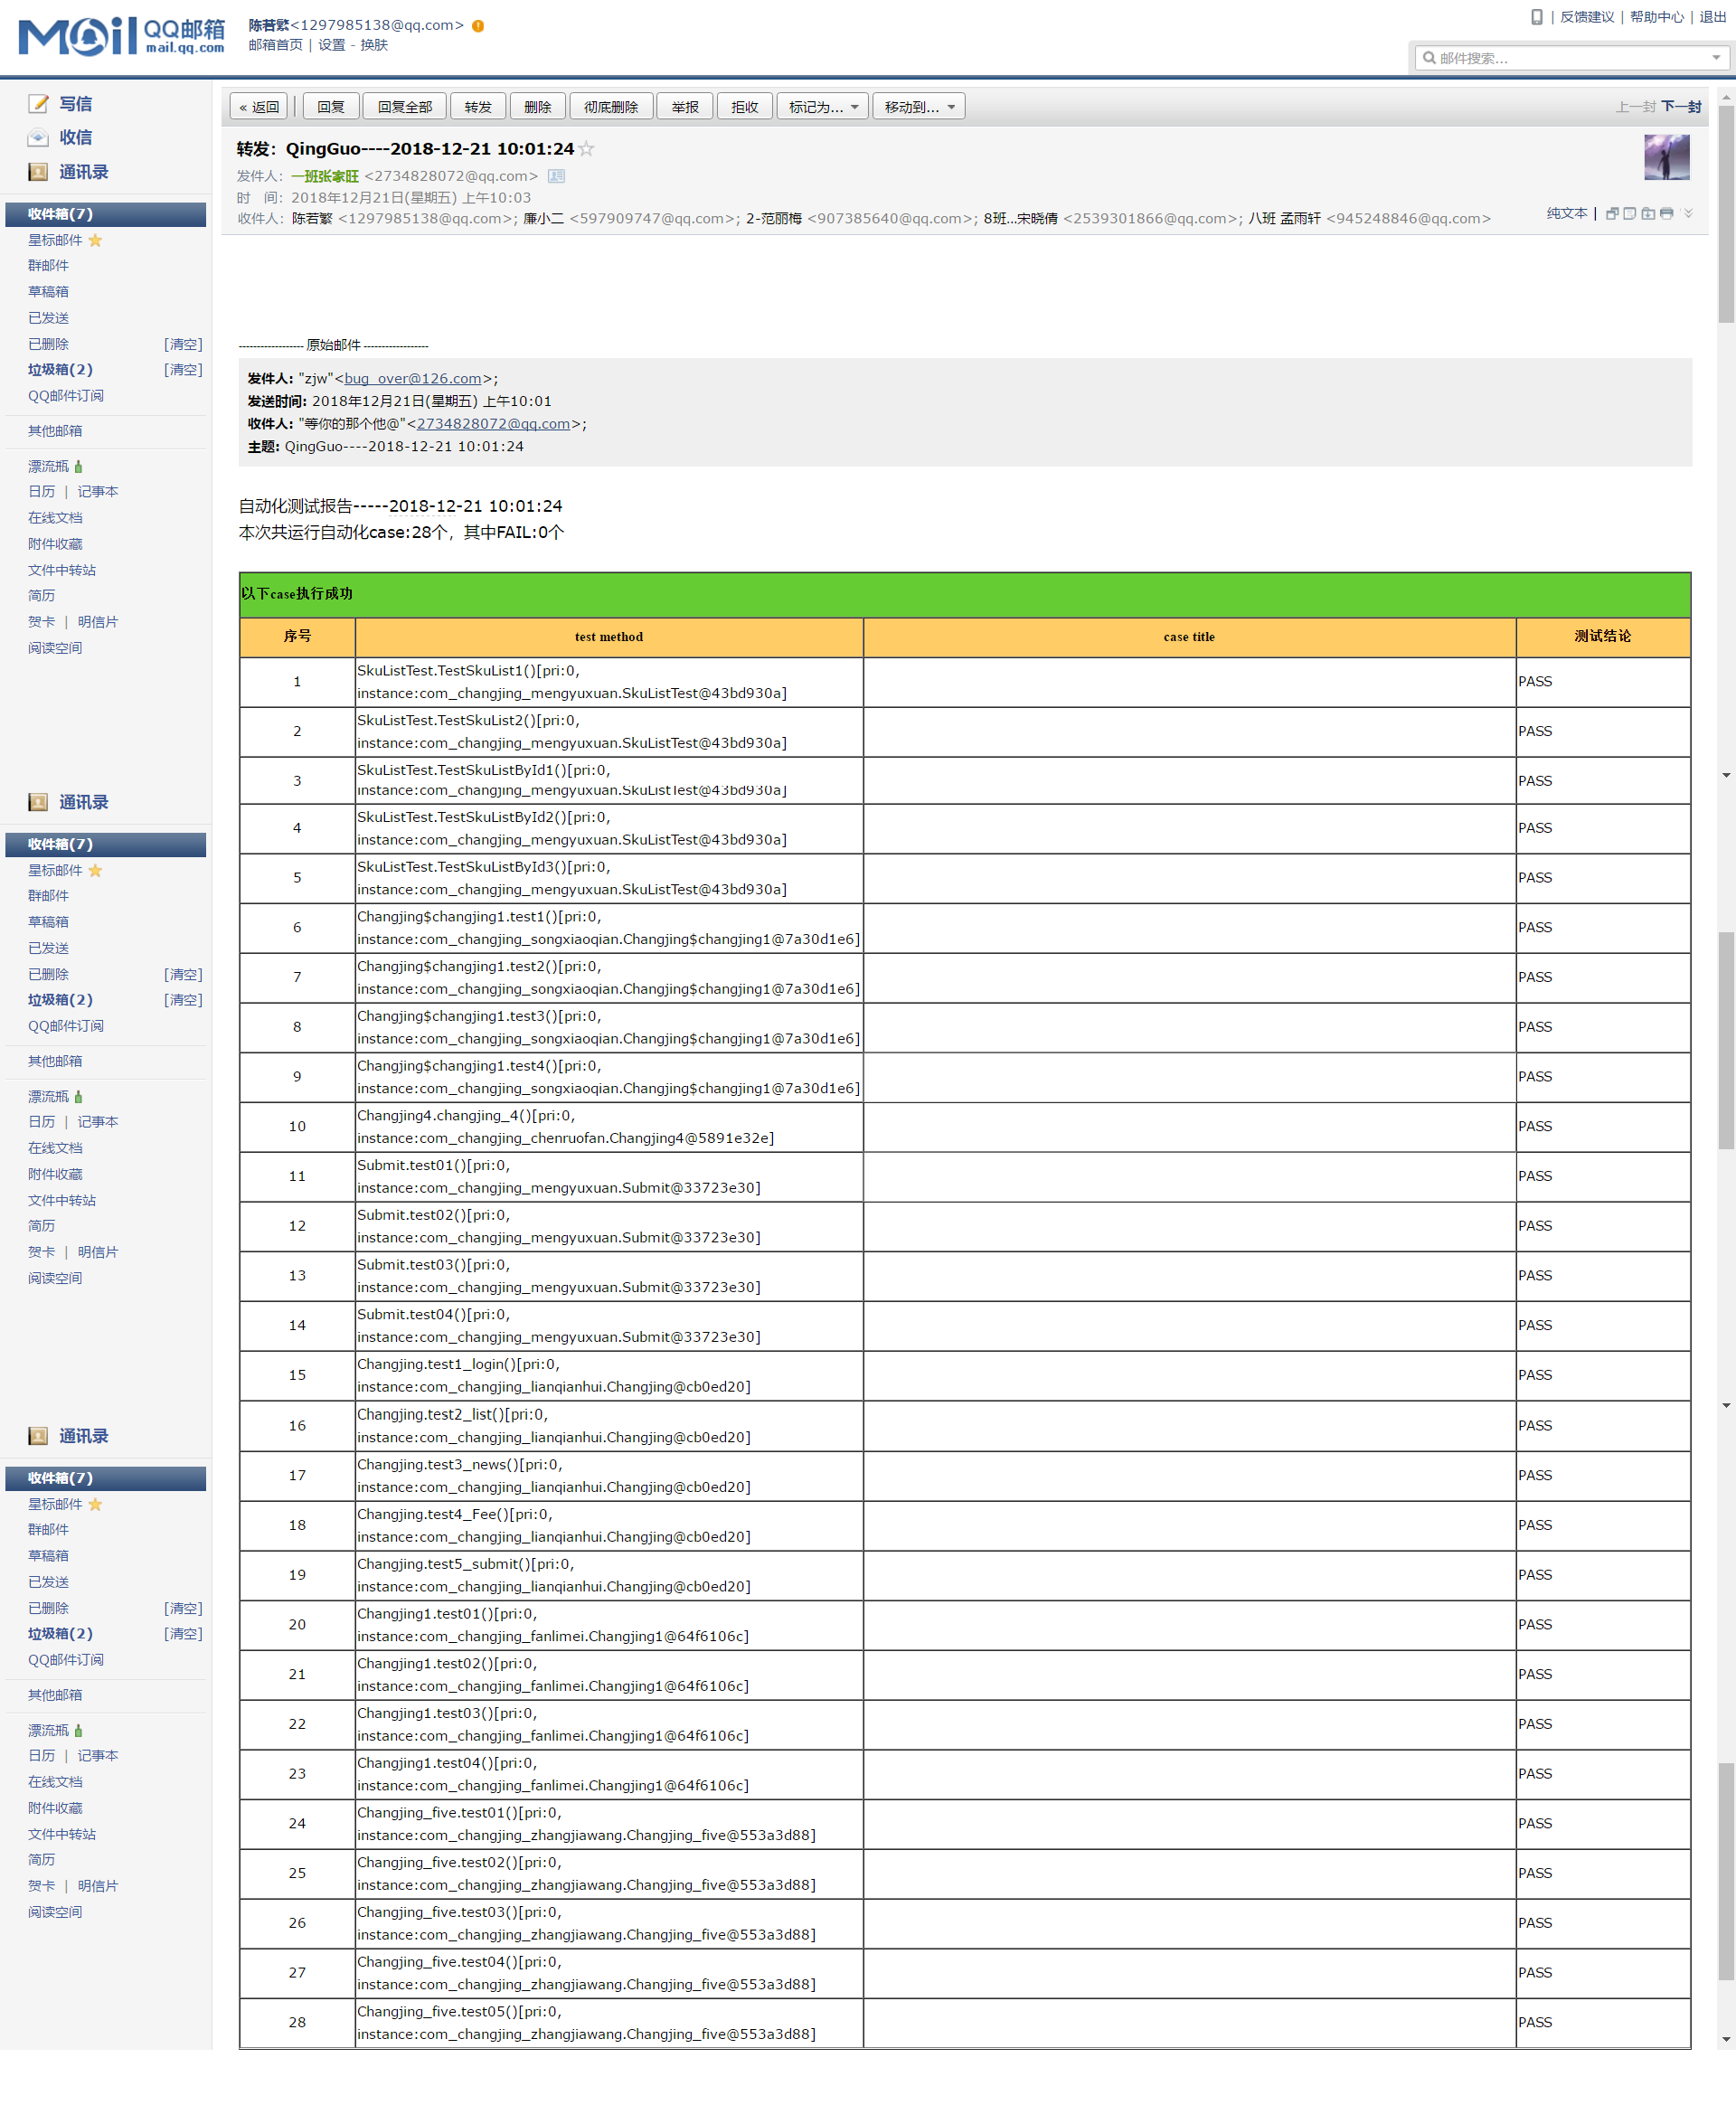 Mail QQ邮箱 mail.qq.com
陈若繁<1297985138@qq.com>
邮箱首页 | 设置 - 换肤
| 反馈建议 | 帮助中心 | 退出
邮件搜索...
写信
收信
通讯录
收件箱(7)
星标邮件
群邮件
草稿箱
已发送
已删除 [清空]
垃圾箱(2) [清空]
QQ邮件订阅
其他邮箱
漂流瓶
日历 | 记事本
在线文档
附件收藏
文件中转站
简历
贺卡 | 明信片
阅读空间
通讯录
收件箱(7)
星标邮件
群邮件
草稿箱
已发送
已删除 [清空]
垃圾箱(2) [清空]
QQ邮件订阅
其他邮箱
漂流瓶
日历 | 记事本
在线文档
附件收藏
文件中转站
简历
贺卡 | 明信片
阅读空间
通讯录
收件箱(7)
星标邮件
群邮件
草稿箱
已发送
已删除 [清空]
垃圾箱(2) [清空]
QQ邮件订阅
其他邮箱
漂流瓶
日历 | 记事本
在线文档
附件收藏
文件中转站
简历
贺卡 | 明信片
阅读空间
« 返回 | 回复 回复全部 转发 删除 彻底删除 举报 拒收 标记为... 移动到... 上一封 下一封
转发：QingGuo----2018-12-21 10:01:24
发件人：一班张家旺 <2734828072@qq.com>
时 间：2018年12月21日(星期五) 上午10:03
收件人：陈若繁 <1297985138@qq.com>; 廉小二 <597909747@qq.com>; 2-范丽梅 <907385640@qq.com>; 8班...宋晓倩 <2539301866@qq.com>; 八班 孟雨轩 <945248846@qq.com>
纯文本 |
------------------ 原始邮件 ------------------
发件人: "zjw"<bug_over@126.com>;
发送时间: 2018年12月21日(星期五) 上午10:01
收件人: "等你的那个他@"<2734828072@qq.com>;
主题: QingGuo----2018-12-21 10:01:24
自动化测试报告-----2018-12-21 10:01:24
本次共运行自动化case:28个，其中FAIL:0个
以下case执行成功
序号 test method case title 测试结论
1 SkuListTest.TestSkuList1()[pri:0, PASS
instance:com_changjing_mengyuxuan.SkuListTest@43bd930a]
2 SkuListTest.TestSkuList2()[pri:0, PASS
instance:com_changjing_mengyuxuan.SkuListTest@43bd930a]
3 SkuListTest.TestSkuListById1()[pri:0, PASS
instance:com_changjing_mengyuxuan.SkuListTest@43bd930a]
4 SkuListTest.TestSkuListById2()[pri:0, PASS
instance:com_changjing_mengyuxuan.SkuListTest@43bd930a]
5 SkuListTest.TestSkuListById3()[pri:0, PASS
instance:com_changjing_mengyuxuan.SkuListTest@43bd930a]
6 Changjing$changjing1.test1()[pri:0, PASS
instance:com_changjing_songxiaoqian.Changjing$changjing1@7a30d1e6]
7 Changjing$changjing1.test2()[pri:0, PASS
instance:com_changjing_songxiaoqian.Changjing$changjing1@7a30d1e6]
8 Changjing$changjing1.test3()[pri:0, PASS
instance:com_changjing_songxiaoqian.Changjing$changjing1@7a30d1e6]
9 Changjing$changjing1.test4()[pri:0, PASS
instance:com_changjing_songxiaoqian.Changjing$changjing1@7a30d1e6]
10 Changjing4.changjing_4()[pri:0, PASS
instance:com_changjing_chenruofan.Changjing4@5891e32e]
11 Submit.test01()[pri:0, PASS
instance:com_changjing_mengyuxuan.Submit@33723e30]
12 Submit.test02()[pri:0, PASS
instance:com_changjing_mengyuxuan.Submit@33723e30]
13 Submit.test03()[pri:0, PASS
instance:com_changjing_mengyuxuan.Submit@33723e30]
14 Submit.test04()[pri:0, PASS
instance:com_changjing_mengyuxuan.Submit@33723e30]
15 Changjing.test1_login()[pri:0, PASS
instance:com_changjing_lianqianhui.Changjing@cb0ed20]
16 Changjing.test2_list()[pri:0, PASS
instance:com_changjing_lianqianhui.Changjing@cb0ed20]
17 Changjing.test3_news()[pri:0, PASS
instance:com_changjing_lianqianhui.Changjing@cb0ed20]
18 Changjing.test4_Fee()[pri:0, PASS
instance:com_changjing_lianqianhui.Changjing@cb0ed20]
19 Changjing.test5_submit()[pri:0, PASS
instance:com_changjing_lianqianhui.Changjing@cb0ed20]
20 Changjing1.test01()[pri:0, PASS
instance:com_changjing_fanlimei.Changjing1@64f6106c]
21 Changjing1.test02()[pri:0, PASS
instance:com_changjing_fanlimei.Changjing1@64f6106c]
22 Changjing1.test03()[pri:0, PASS
instance:com_changjing_fanlimei.Changjing1@64f6106c]
23 Changjing1.test04()[pri:0, PASS
instance:com_changjing_fanlimei.Changjing1@64f6106c]
24 Changjing_five.test01()[pri:0, PASS
instance:com_changjing_zhangjiawang.Changjing_five@553a3d88]
25 Changjing_five.test02()[pri:0, PASS
instance:com_changjing_zhangjiawang.Changjing_five@553a3d88]
26 Changjing_five.test03()[pri:0, PASS
instance:com_changjing_zhangjiawang.Changjing_five@553a3d88]
27 Changjing_five.test04()[pri:0, PASS
instance:com_changjing_zhangjiawang.Changjing_five@553a3d88]
28 Changjing_five.test05()[pri:0, PASS
instance:com_changjing_zhangjiawang.Changjing_five@553a3d88]